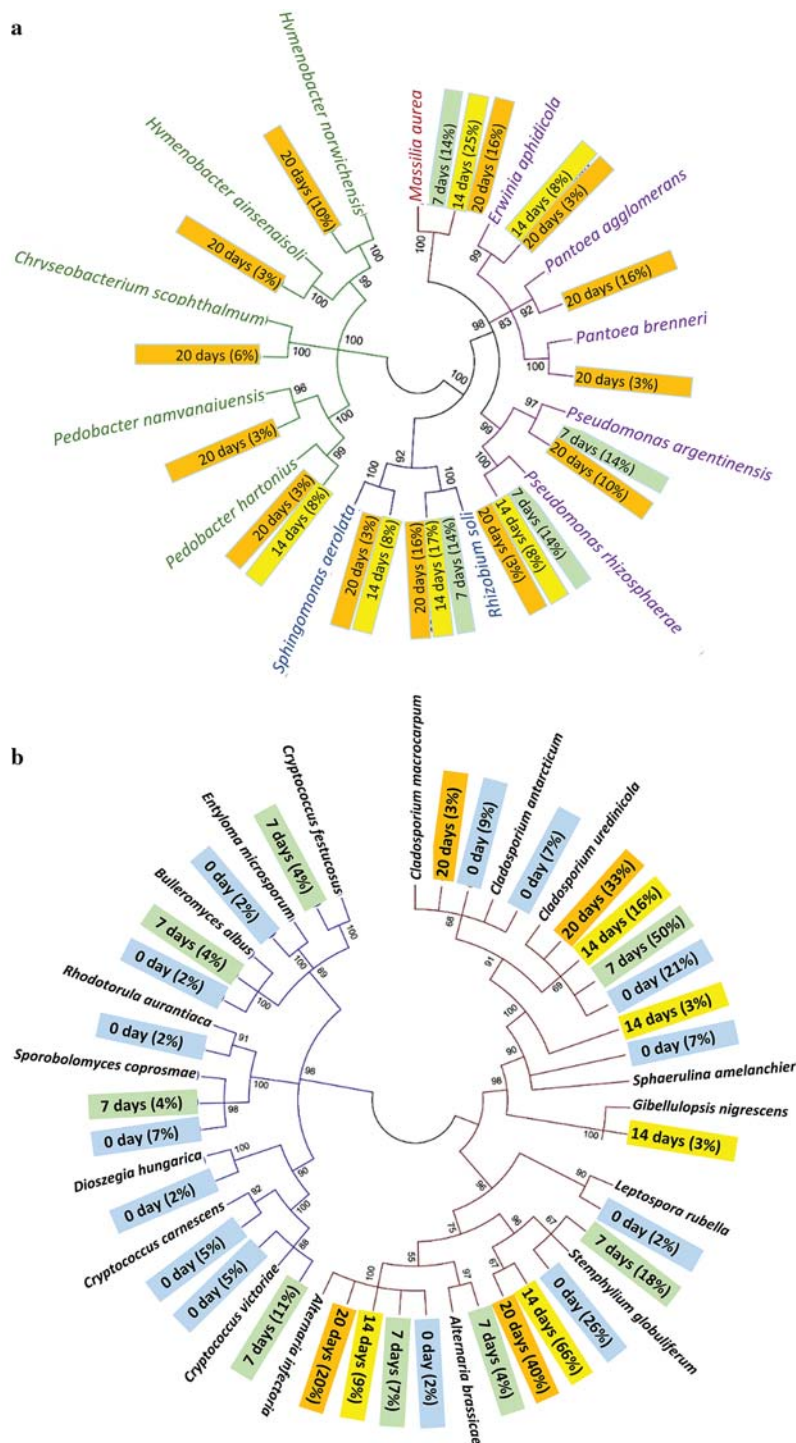 a
Hymenobacter norwichensis
20 days (10%)
100
Hymenobacter ainsenaisoli
20 days (3%)
100
99
Chryseobacterium scophthalmum
20 days (6%)
100
100
Pedobacter namvanaiuensis
96
20 days (3%)
100
99
Pedobacter hartonius
20 days (3%)
14 days (8%)
Massilia aurea
7 days (14%)
14 days (25%)
20 days (16%)
100
Erwinia aphidicola
14 days (8%)
20 days (3%)
99
Pantoea agglomerans
20 days (16%)
92
98
83
Pantoea brenneri
20 days (3%)
100
100
Pseudomonas argentinensis
97
7 days (14%)
20 days (10%)
99
100
Pseudomonas rhizosphaerae
7 days (14%)
14 days (8%)
20 days (3%)
Rhizobium soli
7 days (14%)
14 days (17%)
20 days (16%)
100
92
100
Sphingomonas aerolata
20 days (3%)
14 days (8%)
b
Cladosporium macrocarpum
20 days (3%)
0 day (9%)
68
Cladosporium antarcticum
0 day (7%)
Cladosporium uredinicola
20 days (33%)
14 days (16%)
7 days (50%)
0 day (21%)
69
91
14 days (3%)
100
0 day (7%)
90
Sphaerulina amelanchier
98
Gibellulopsis nigrescens
100
14 days (3%)
96
Leptospora rubella
90
0 day (2%)
7 days (18%)
67
Stemphylium globuliferum
0 day (26%)
96
14 days (66%)
67
20 days (40%)
75
7 days (4%)
97
Alternaria brassicae
55
0 day (2%)
7 days (7%)
14 days (9%)
20 days (20%)
100
Alternaria infectoria
7 days (11%)
88
Cryptococcus victoriae
0 day (5%)
0 day (5%)
92
100
Cryptococcus carnescens
0 day (2%)
100
90
Dioszegia hungarica
0 day (7%)
7 days (4%)
98
Sporobolomyces coprosmae
100
0 day (2%)
91
Rhodotorula aurantiaca
98
0 day (2%)
7 days (4%)
100
Bulleromyces albus
0 day (2%)
100
89
Entyloma microsporum
7 days (4%)
100
Cryptococcus festucosus